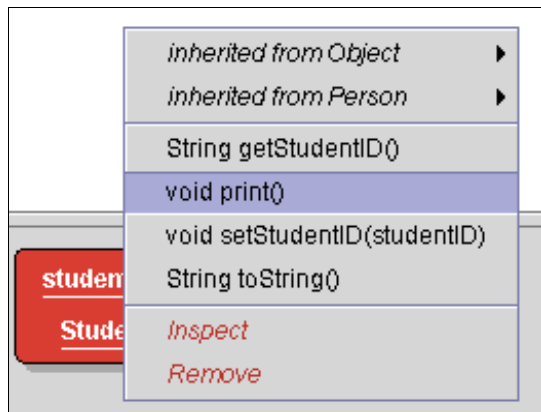 inherited from Object
inherited from Person
String getStudentID()
void print()
void setStudentID(studentID)
String toString()
Inspect
Remove